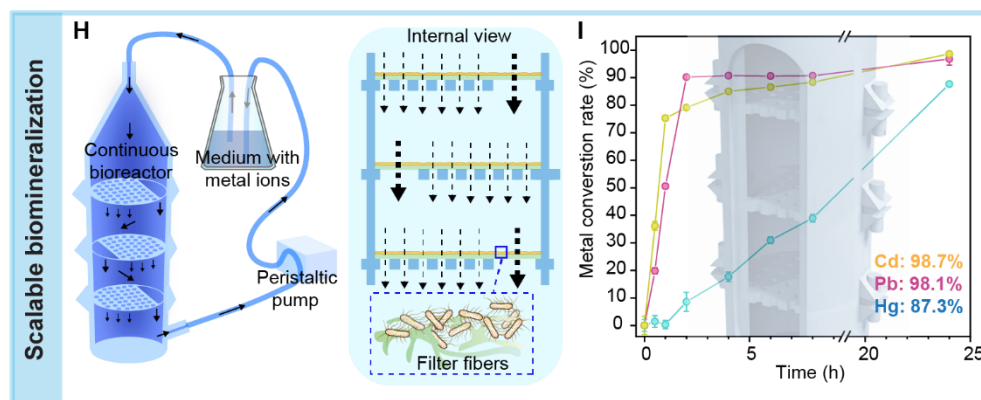 Scalable biomineralization
H
Continuous
bioreactor
Medium with
metal ions
Peristaltic
pump
Internal view
Filter fibers
I
Metal converstion rate (%)
100
90
80
70
60
50
40
30
20
10
0
0
5
20
25
Time (h)
Cd: 98.7%
Pb: 98.1%
Hg: 87.3%